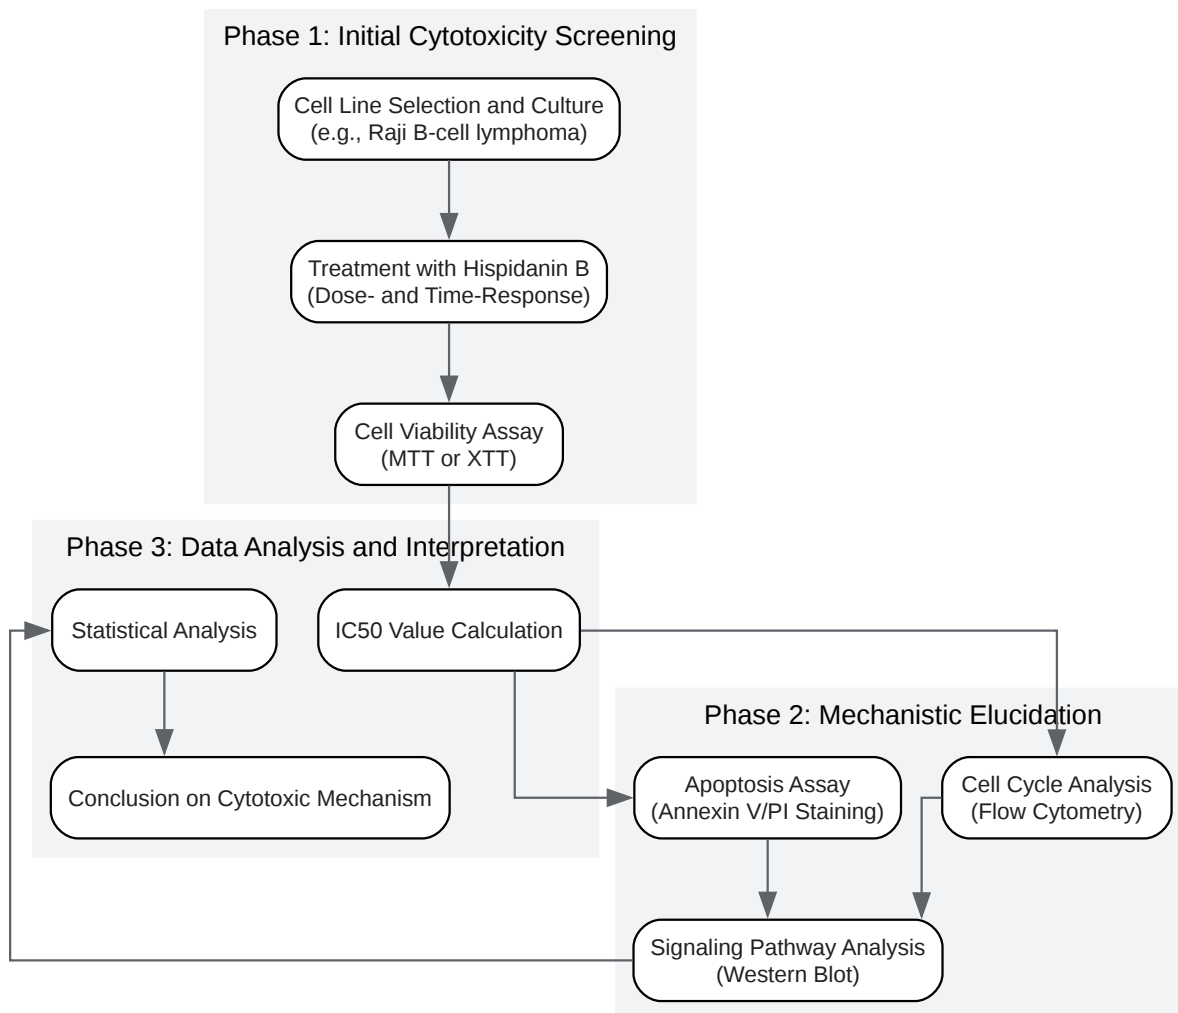 Phase 1: Initial Cytotoxicity Screening
Cell Line Selection and Culture
(e.g., Raji B-cell lymphoma)
Treatment with Hispidanin B
(Dose- and Time-Response)
Cell Viability Assay
(MTT or XTT)
Phase 3: Data Analysis and Interpretation
Statistical Analysis
IC50 Value Calculation
Conclusion on Cytotoxic Mechanism
Phase 2: Mechanistic Elucidation
Apoptosis Assay
(Annexin V/PI Staining)
Cell Cycle Analysis
(Flow Cytometry)
Signaling Pathway Analysis
(Western Blot)